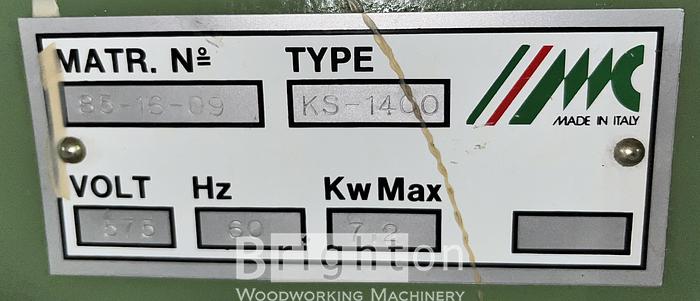 MATR. Nº TYPE
85-16-09 KS-1400
MADE IN ITALY
VOLT Hz Kw Max
575 60 7.2
Brighton
WOODWORKING MACHINERY